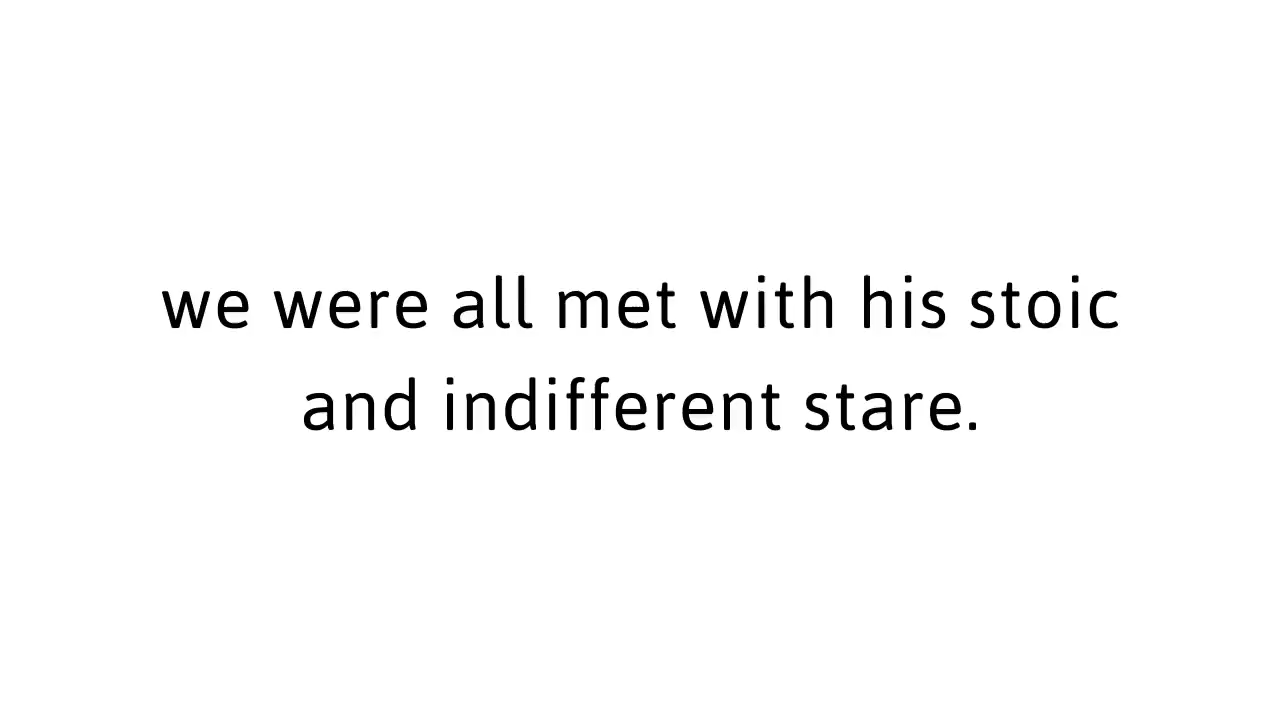 we were all met with his stoic
and indifferent stare.